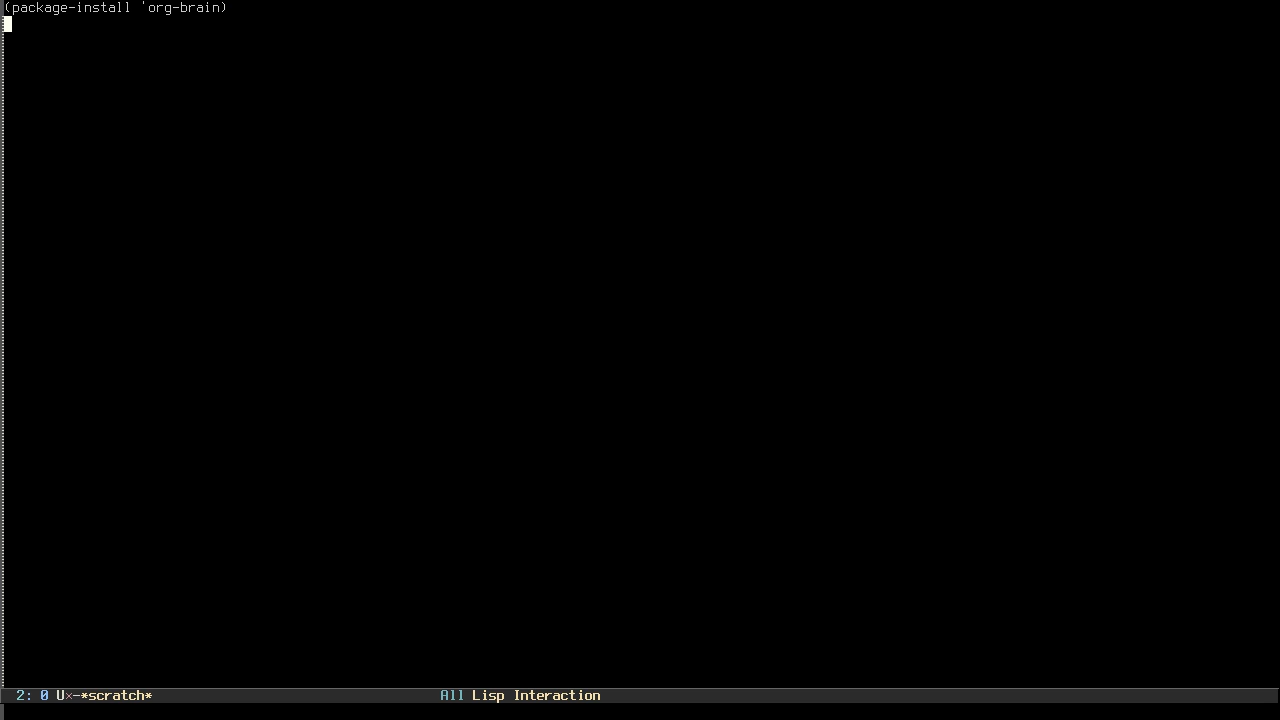 (package-install 'org-brain)
2: 0 U×-*scratch* All Lisp Interaction